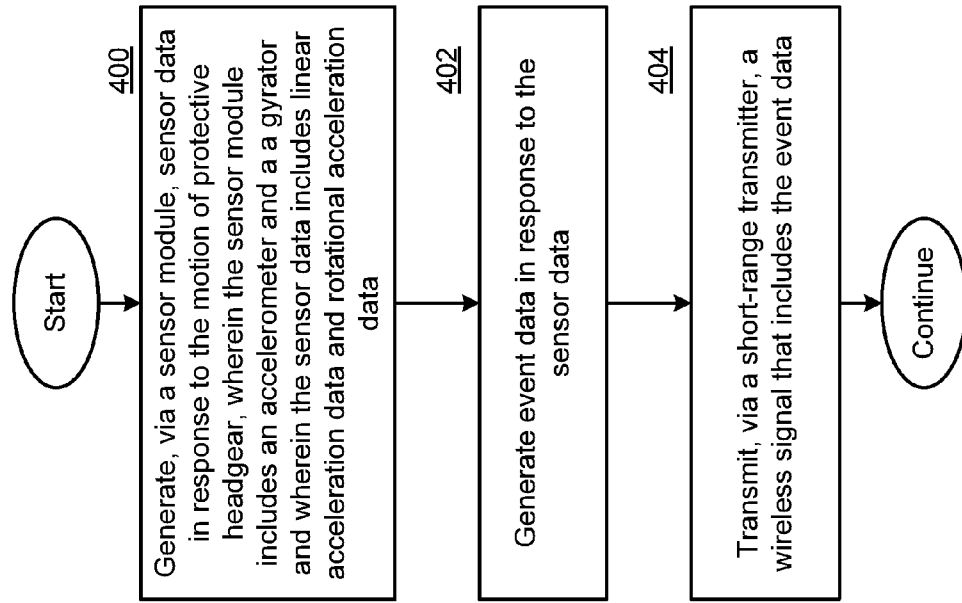 Start
400
Generate, via a sensor module, sensor data
in response to the motion of protective
headgear, wherein the sensor module
includes an accelerometer and a a gyrator
and wherein the sensor data includes linear
acceleration data and rotational acceleration
data
402
Generate event data in response to the
sensor data
404
Transmit, via a short-range transmitter, a
wireless signal that includes the event data
Continue